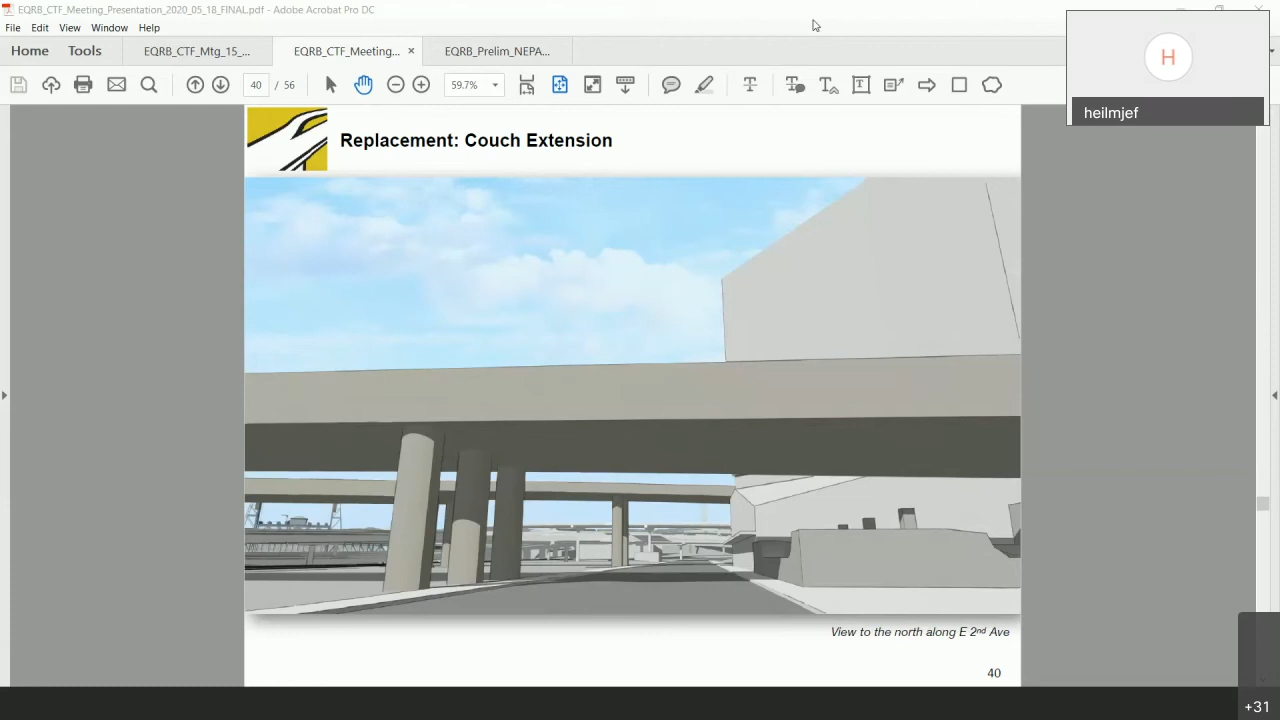 EQRB_CTF_Meeting_Presentation_2020_05_18_FINAL.pdf - Adobe Acrobat Pro DC
File Edit View Window Help
Home Tools EQRB_CTF_Mtg_15_... EQRB_CTF_Meeting... × EQRB_Prelim_NEPA...
40 / 56 59.7%
H
heilmjef
Replacement: Couch Extension
View to the north along E 2nd Ave
40
+31